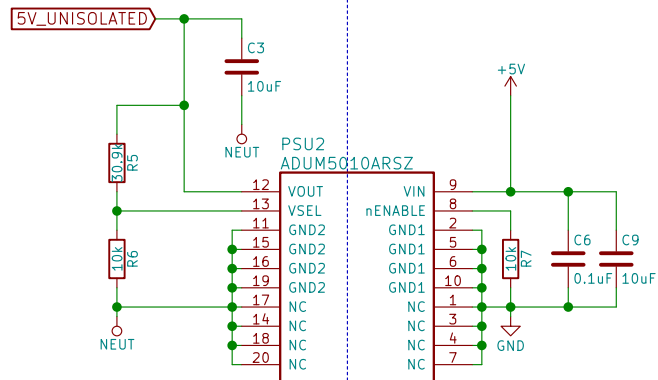 5V_UNISOLATED
C3
10uF
NEUT
+5V
PSU2
ADUM5010ARSZ
30.9k
R5
10k
R6
NEUT
12 VOUT
13 VSEL
11 GND2
15 GND2
16 GND2
19 GND2
17 NC
14 NC
18 NC
20 NC
VIN 9
nENABLE 8
GND1 2
GND1 5
GND1 6
GND1 10
NC 1
NC 3
NC 4
NC 7
10k
R7
C6
0.1uF
C9
10uF
GND